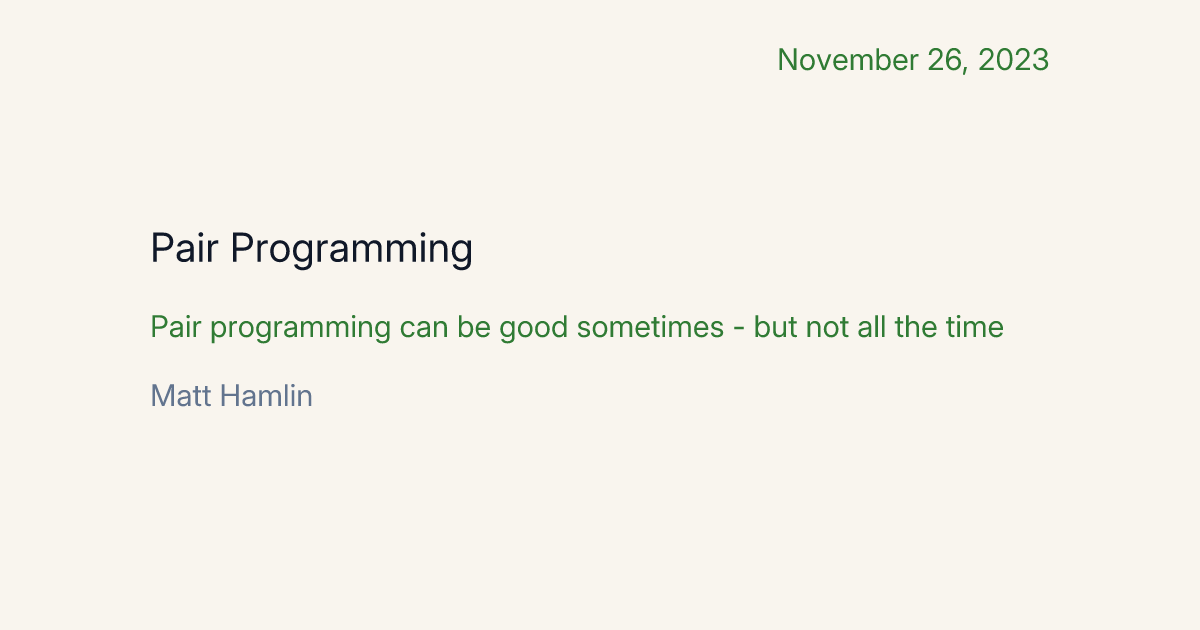 November 26, 2023
Pair Programming
Pair programming can be good sometimes - but not all the time
Matt Hamlin